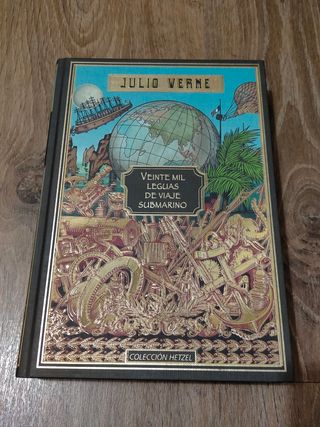 JULIO VERNE
VEINTE MIL
LEGUAS
DE VIAJE
SUBMARINO
COLECCIÓN HETZEL